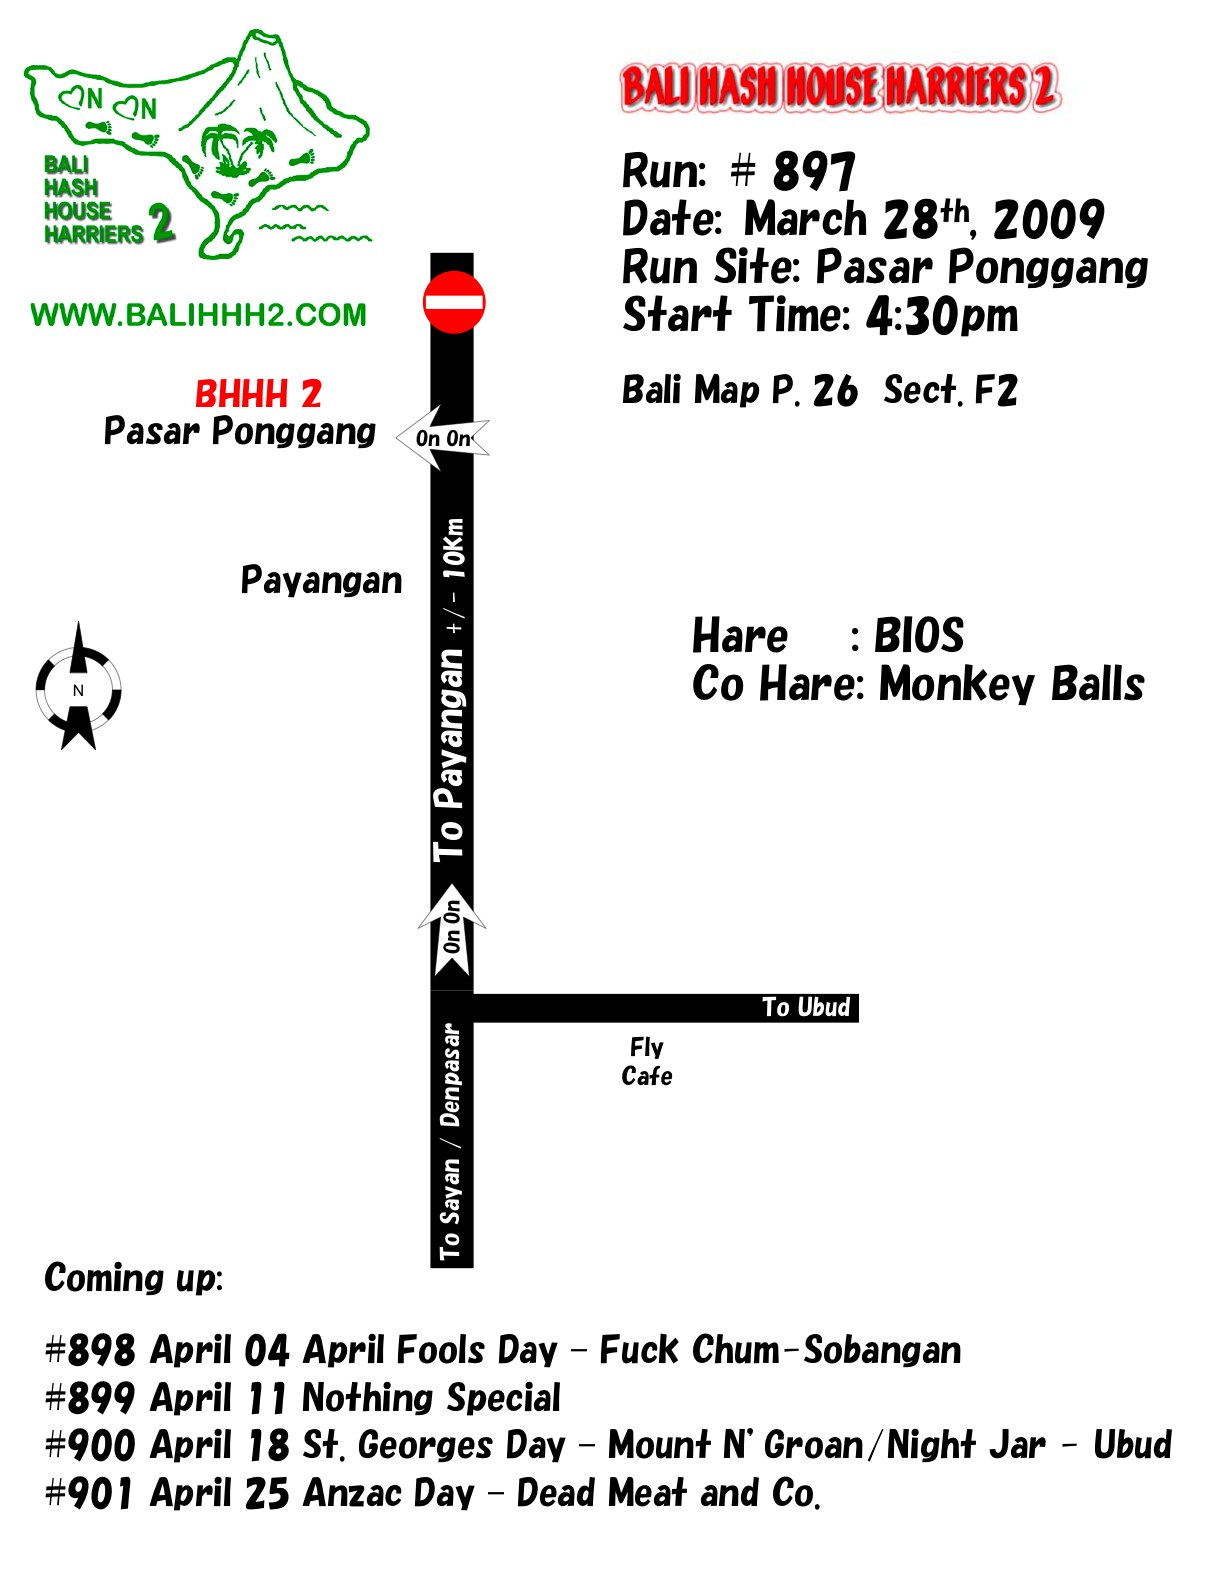 ♡N ♡N
BALI
HASH
HOUSE
HARRIERS 2
WWW.BALIHHH2.COM
BALI HASH HOUSE HARRIERS 2
Run: # 897
Date: March 28th, 2009
Run Site: Pasar Ponggang
Start Time: 4:30pm
Bali Map P. 26 Sect. F2
BHHH 2
Pasar Ponggang
On On
Payangan
To Payangan +/- 10Km
N
Hare : BIOS
Co Hare: Monkey Balls
On On
To Ubud
Fly
Cafe
To Sayan / Denpasar
Coming up:
#898 April 04 April Fools Day - Fuck Chum-Sobangan
#899 April 11 Nothing Special
#900 April 18 St. Georges Day - Mount N' Groan/Night Jar - Ubud
#901 April 25 Anzac Day - Dead Meat and Co.